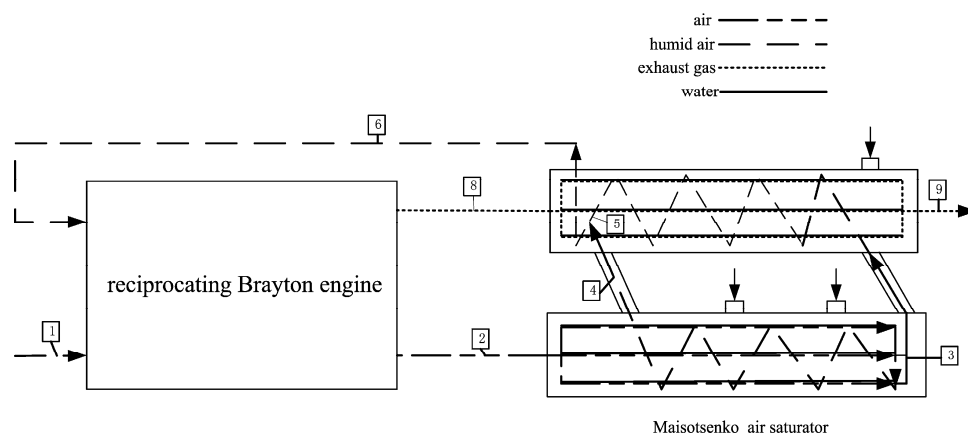 air
humid air
exhaust gas
water
6
8
9
5
reciprocating Brayton engine
4
1
2
3
Maisotsenko air saturator